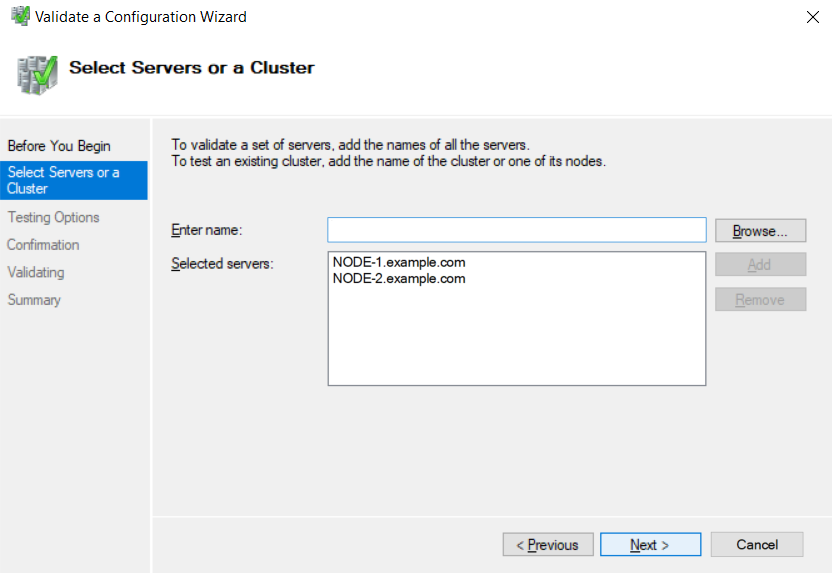 Validate a Configuration Wizard
Select Servers or a Cluster
Before You Begin
Select Servers or a
Cluster
Testing Options
Confirmation
Validating
Summary
To validate a set of servers, add the names of all the servers.
To test an existing cluster, add the name of the cluster or one of its nodes.
Enter name:
Browse...
Selected servers:
NODE-1.example.com
NODE-2.example.com
Add
Remove
< Previous
Next >
Cancel